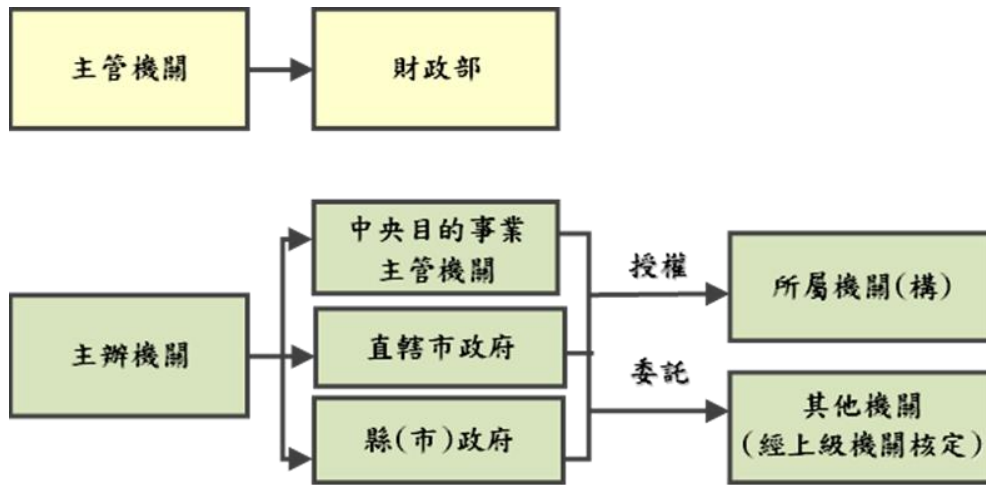 主管機關
財政部
中央目的事業
主管機關
授權
所屬機關(構)
主辦機關
直轄市政府
委託
縣(市)政府
其他機關
(經上級機關核定)